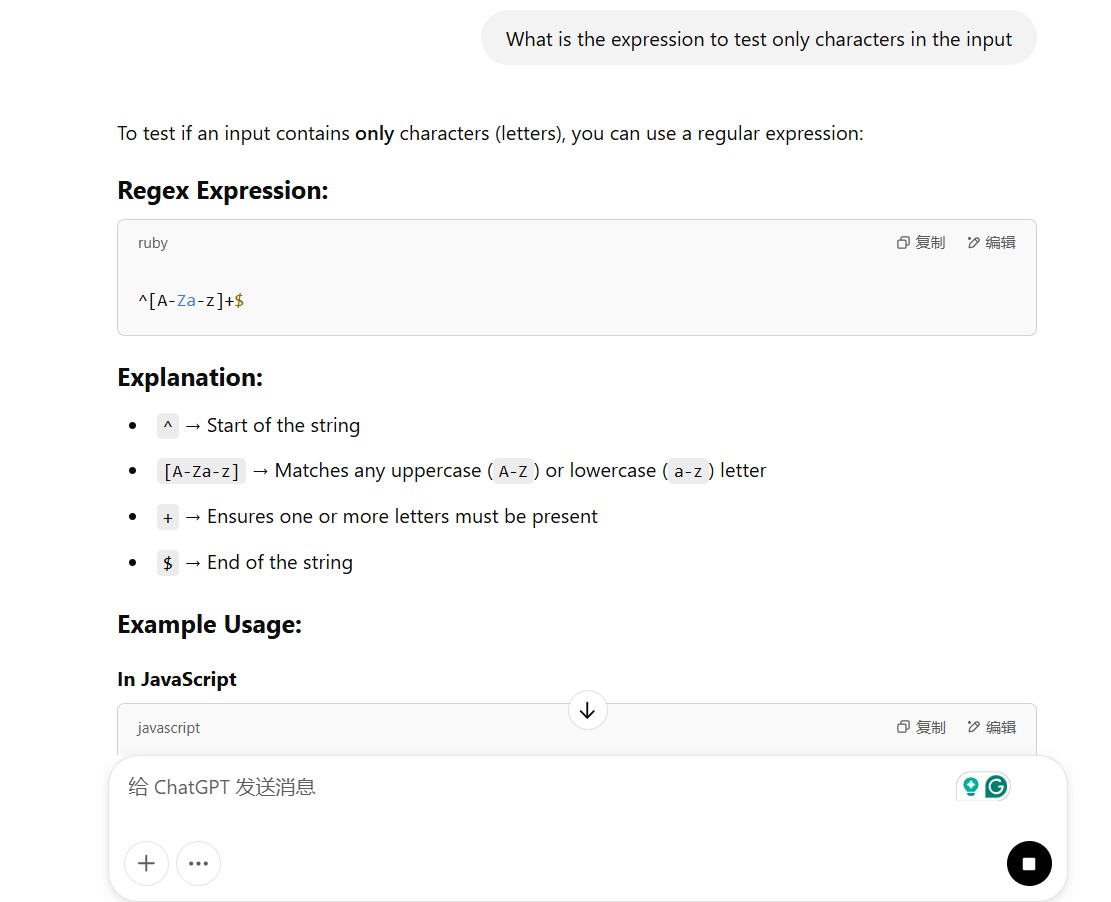 What is the expression to test only characters in the input
To test if an input contains only characters (letters), you can use a regular expression:
Regex Expression:
ruby
复制
编辑
^[A-Za-z]+$
Explanation:
^ → Start of the string
[A-Za-z] → Matches any uppercase (A-Z) or lowercase (a-z) letter
+ → Ensures one or more letters must be present
$ → End of the string
Example Usage:
In JavaScript
javascript
复制
编辑
给 ChatGPT 发送消息